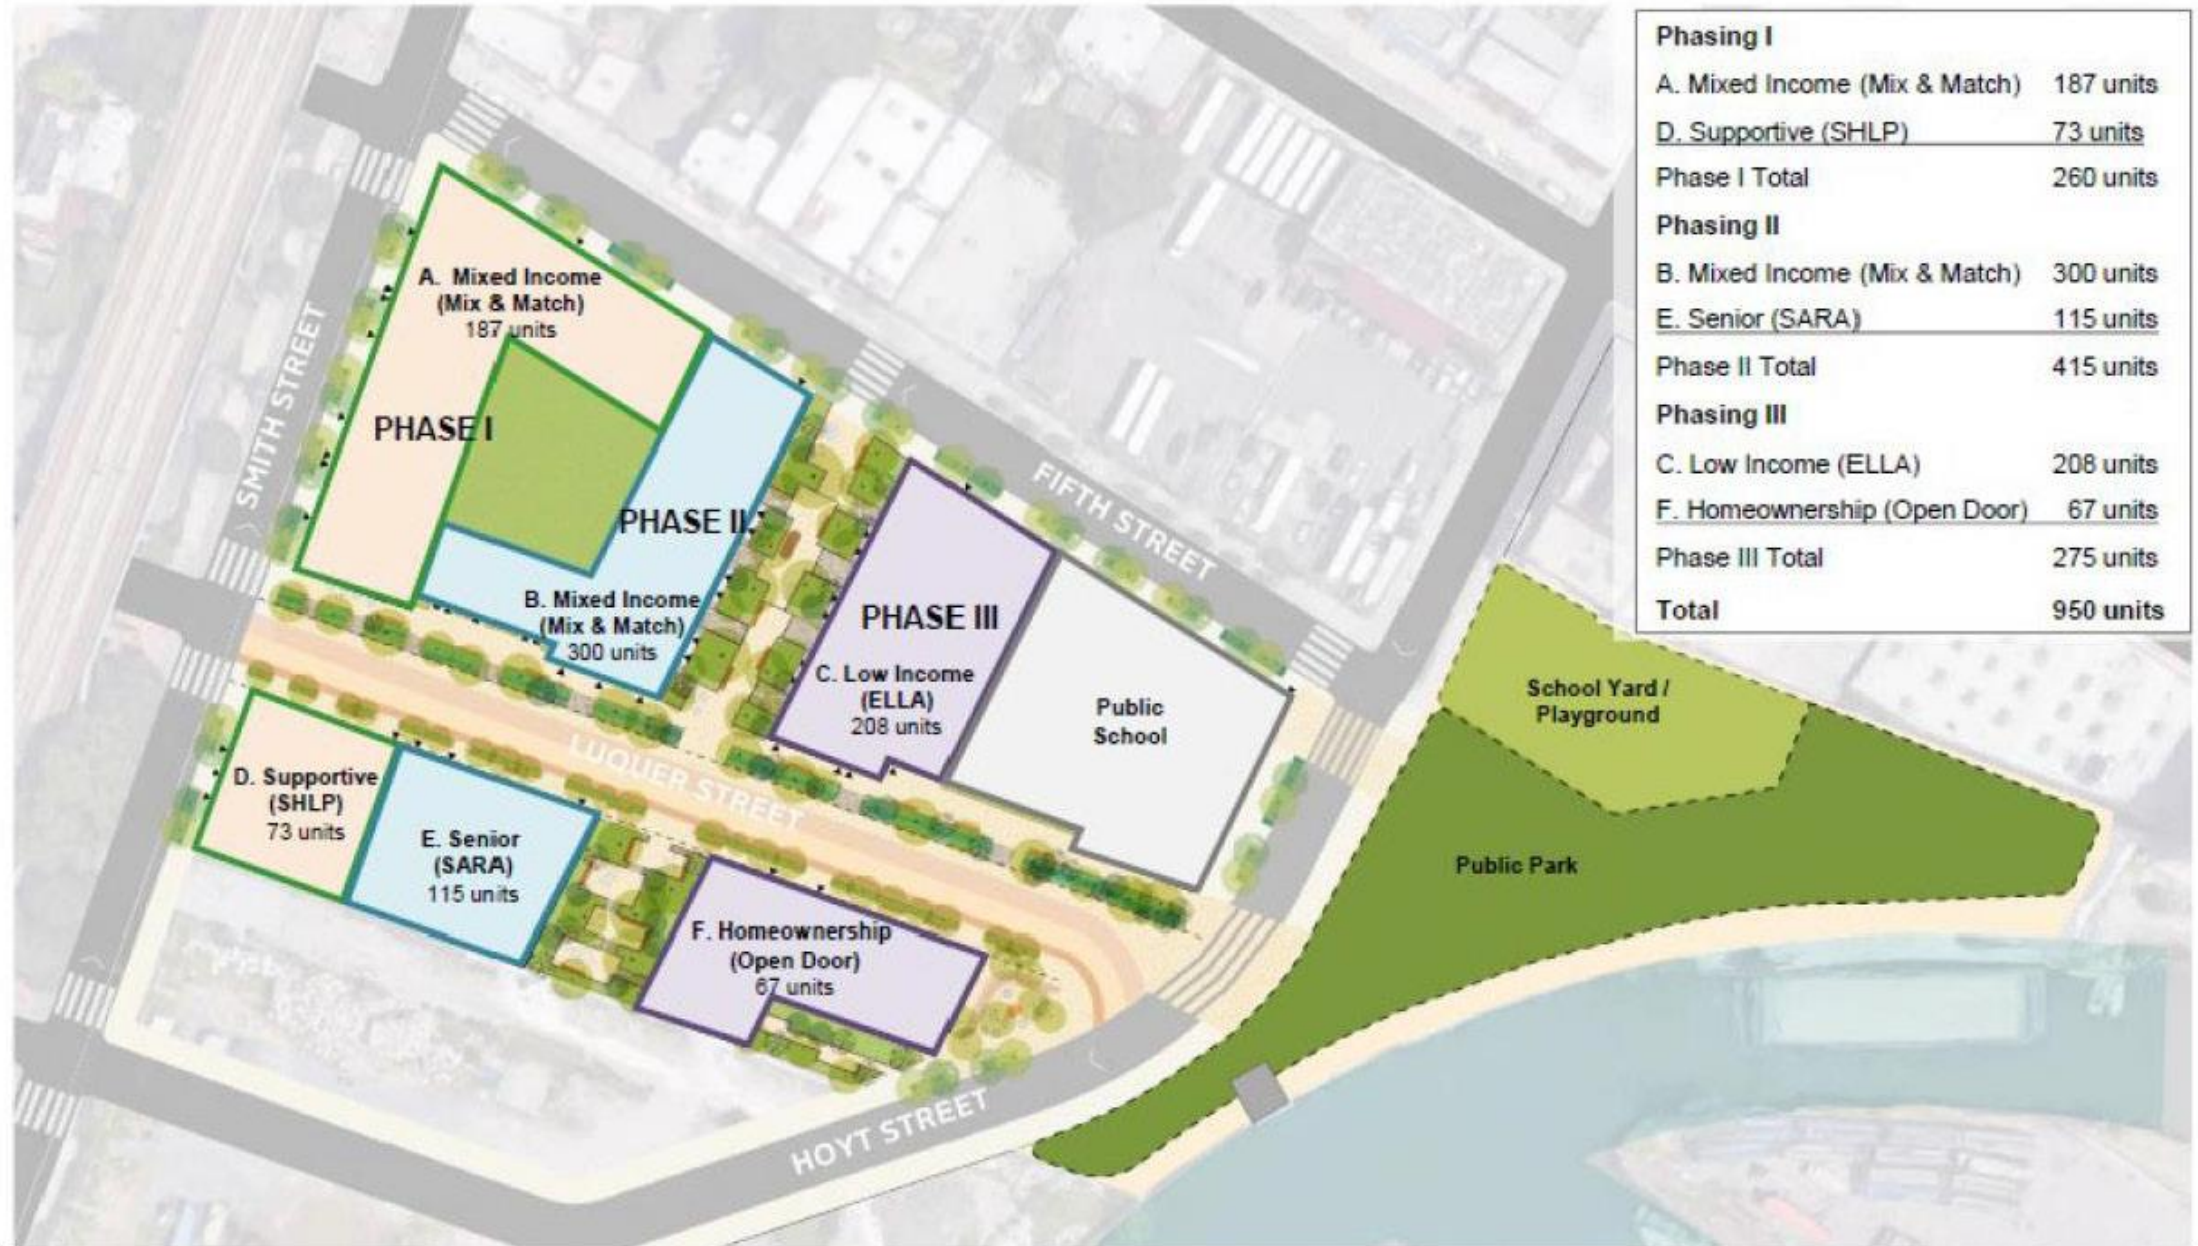 Phasing I
A. Mixed Income (Mix & Match) 187 units
D. Supportive (SHLP) 73 units
Phase I Total 260 units
Phasing II
B. Mixed Income (Mix & Match) 300 units
E. Senior (SARA) 115 units
Phase II Total 415 units
Phasing III
C. Low Income (ELLA) 208 units
F. Homeownership (Open Door) 67 units
Phase III Total 275 units
Total 950 units
A. Mixed Income
(Mix & Match)
187 units
PHASE I
SMITH STREET
PHASE II
B. Mixed Income
(Mix & Match)
300 units
FIFTH STREET
PHASE III
C. Low Income
(ELLA)
208 units
Public
School
School Yard /
Playground
Public Park
LUQUER STREET
D. Supportive
(SHLP)
73 units
E. Senior
(SARA)
115 units
F. Homeownership
(Open Door)
67 units
HOYT STREET